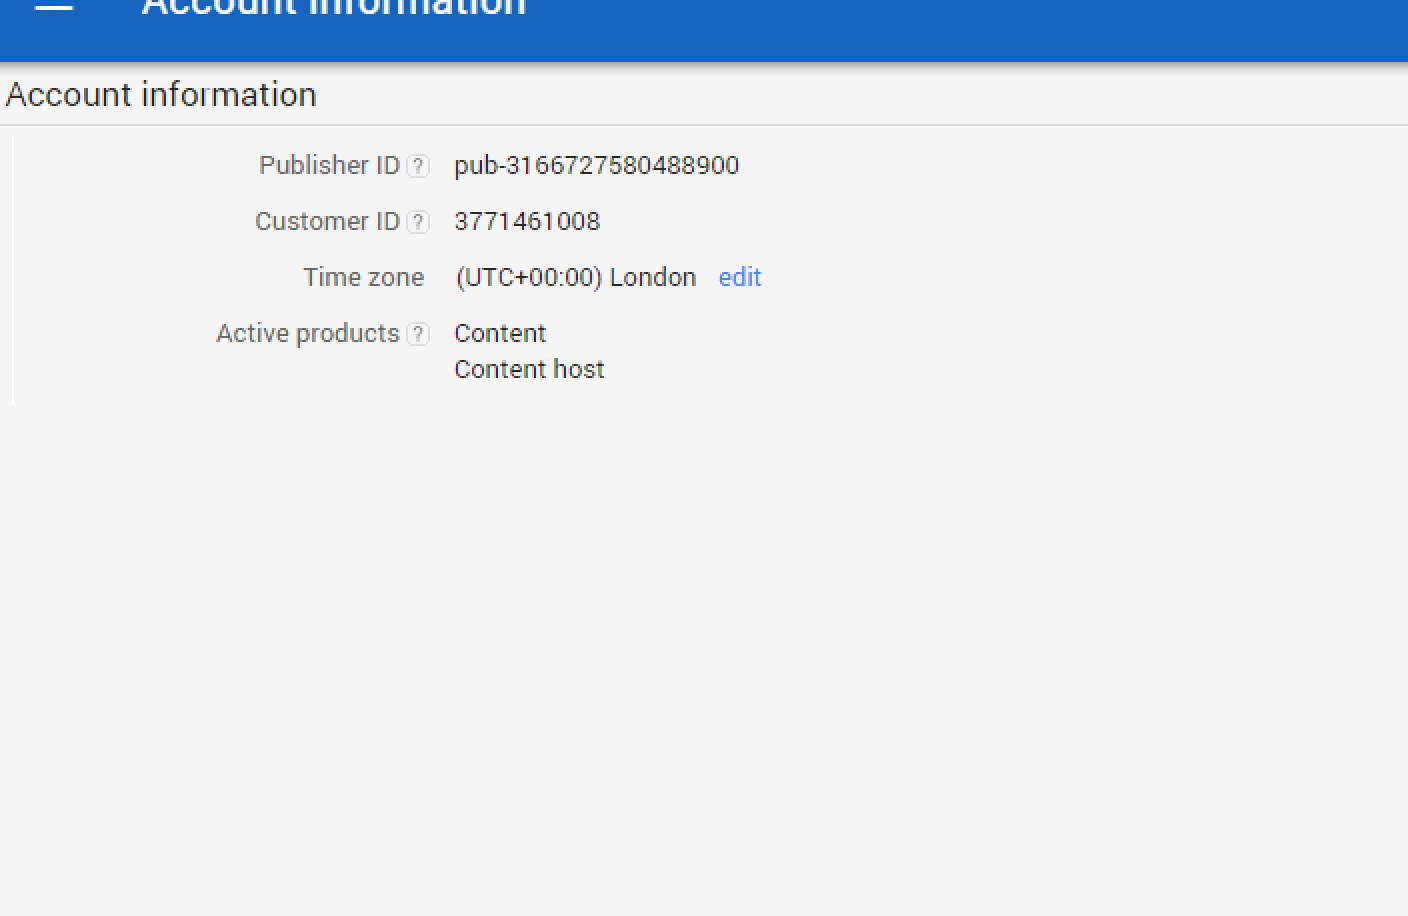 Account information
Account information
Publisher ID ? pub-3166727580488900
Customer ID ? 3771461008
Time zone (UTC+00:00) London edit
Active products ? Content
Content host